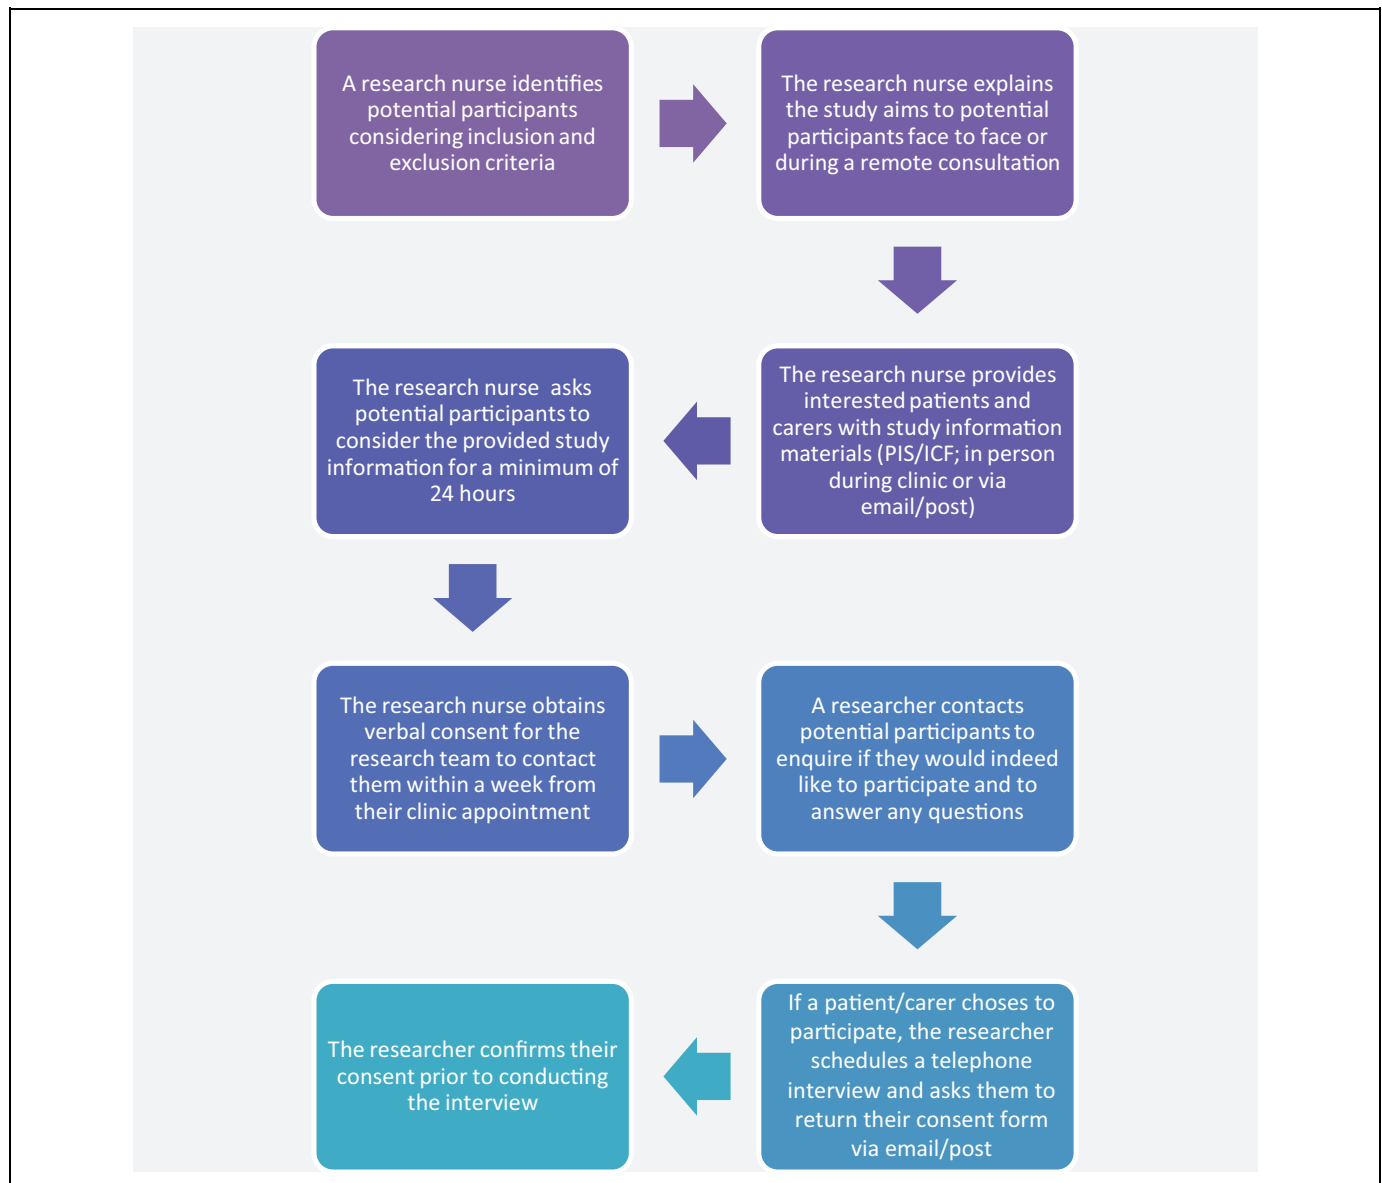 A research nurse identifies
potential participants
considering inclusion and
exclusion criteria
The research nurse explains
the study aims to potential
participants face to face or
during a remote consultation
The research nurse provides
interested patients and
carers with study information
materials (PIS/ICF; in person
during clinic or via
email/post)
The research nurse  asks
potential participants to
consider the provided study
information for a minimum of
24 hours
The research nurse obtains
verbal consent for the
research team to contact
them within a week from
their clinic appointment
A researcher contacts
potential participants to
enquire if they would indeed
like to participate and to
answer any questions
If a patient/carer choses to
participate, the researcher
schedules a telephone
interview and asks them to
return their consent form
via email/post
The researcher confirms their
consent prior to conducting
the interview